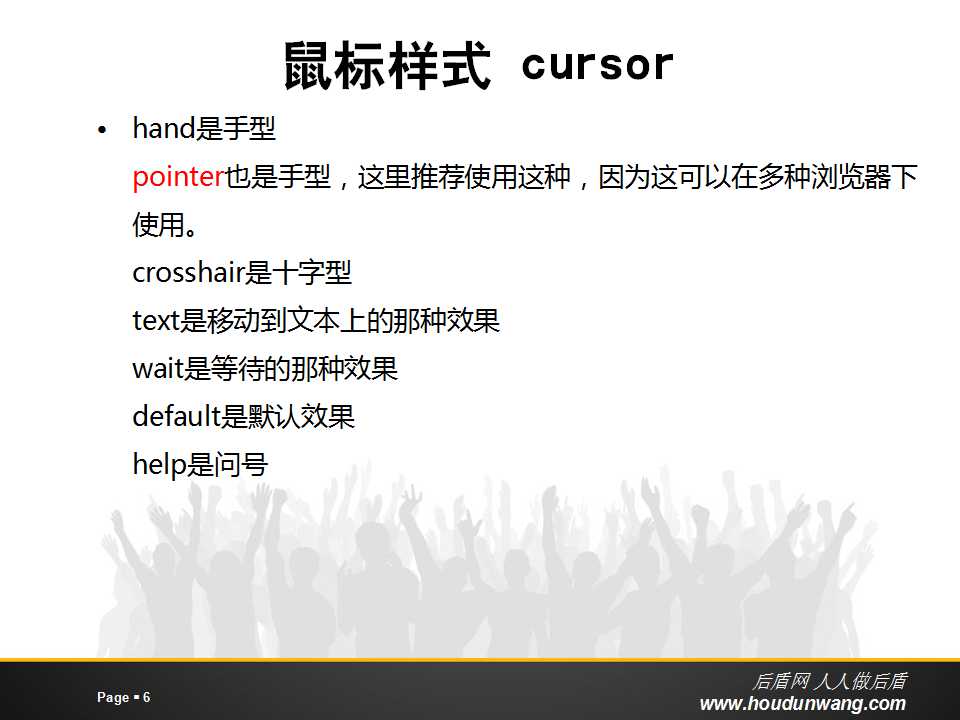 鼠标样式 cursor
• hand是手型
pointer也是手型，这里推荐使用这种，因为这可以在多种浏览器下
使用。
crosshair是十字型
text是移动到文本上的那种效果
wait是等待的那种效果
default是默认效果
help是问号
Page ▪ 6
后盾网 人人做后盾
www.houdunwang.com